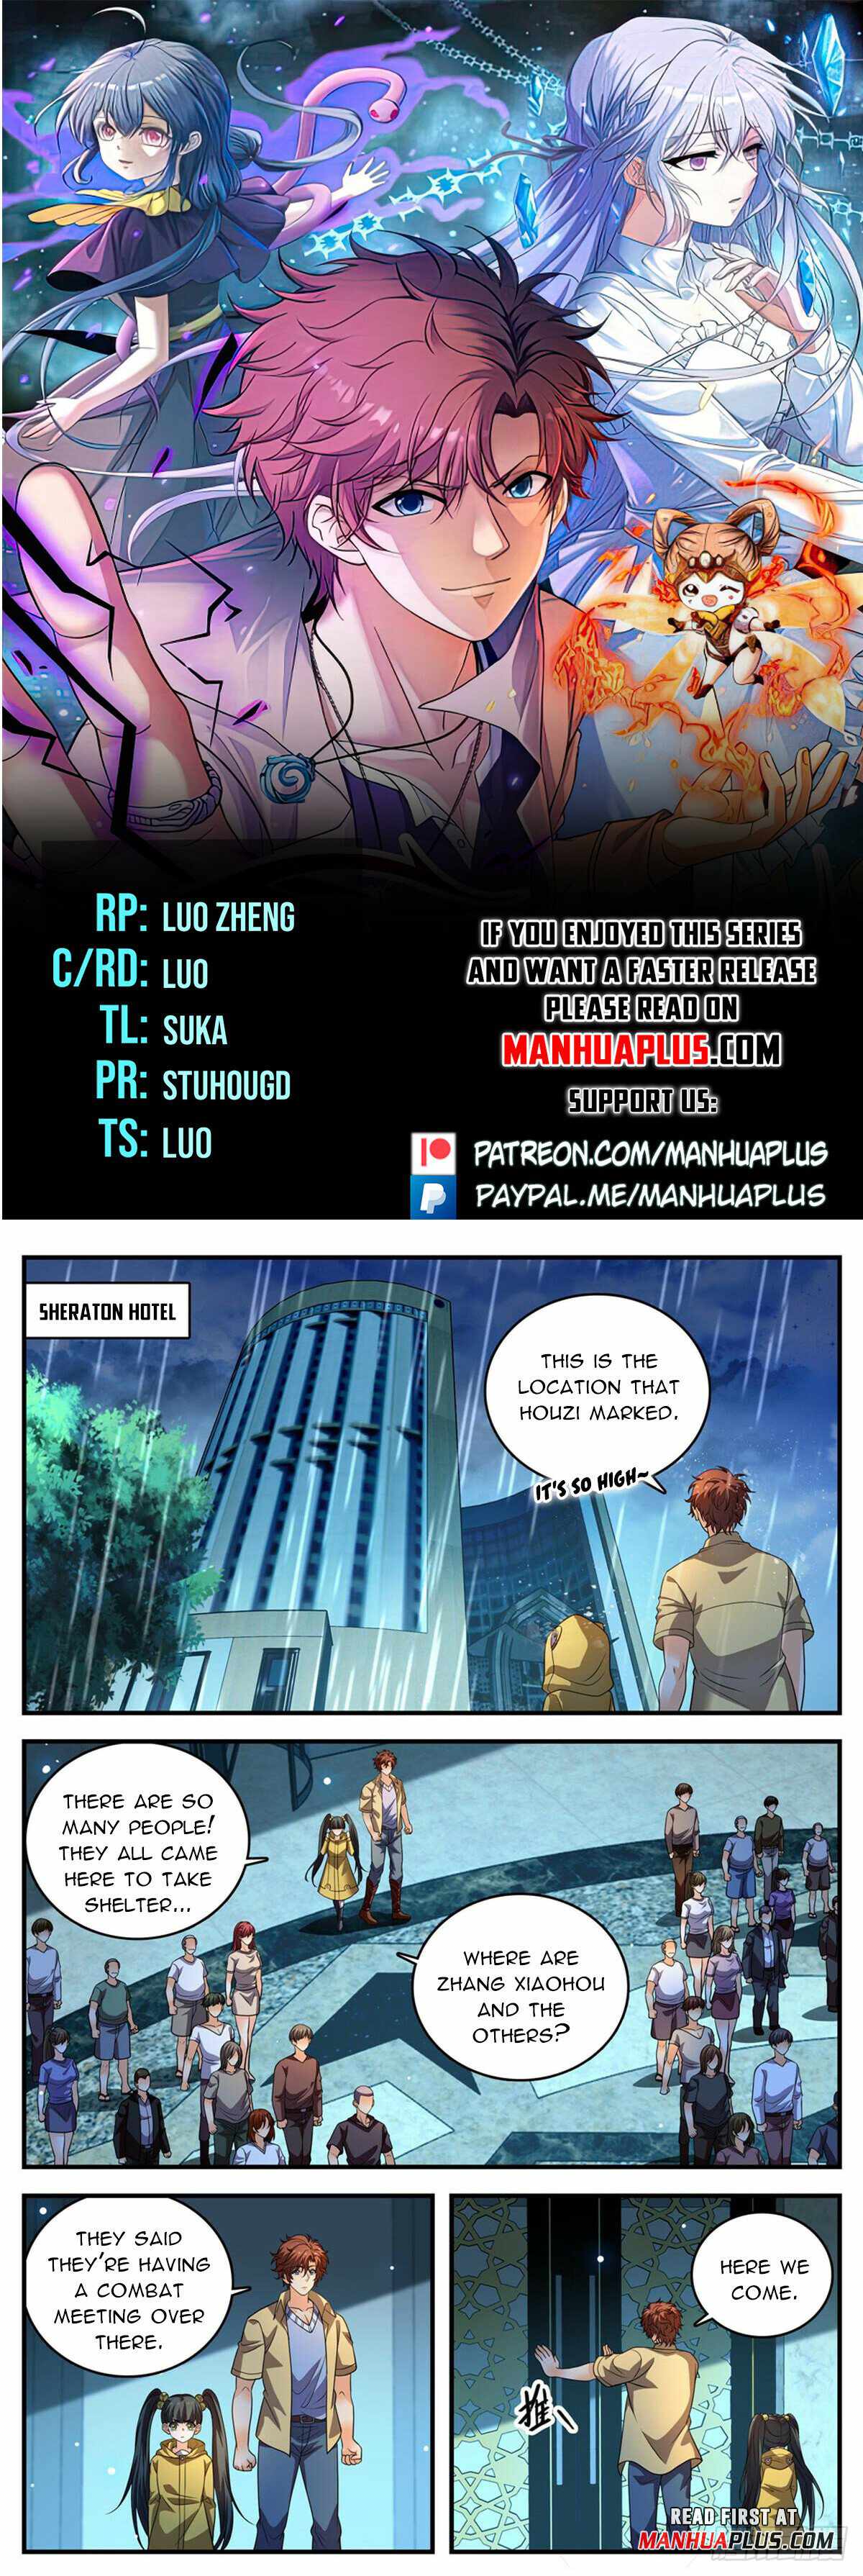 RP: LUO ZHENG
C/RD: LUO
TL: SUKA
PR: STUHOUGD
TS: LUO
IF YOU ENJOYED THIS SERIES
AND WANT A FASTER RELEASE
PLEASE READ ON
MANHUAPLUS.COM
SUPPORT US:
PATREON.COM/MANHUAPLUS
PAYPAL.ME/MANHUAPLUS
SHERATON HOTEL
THIS IS THE
LOCATION THAT
HOUZI MARKED.
IT'S SO HIGH~
THERE ARE SO
MANY PEOPLE!
THEY ALL CAME
HERE TO TAKE
SHELTER...
WHERE ARE
ZHANG XIAOHOU
AND THE
OTHERS?
THEY SAID
THEY'RE HAVING
A COMBAT
MEETING OVER
THERE.
HERE WE
COME.
推
READ FIRST AT
MANHUAPLUS.COM